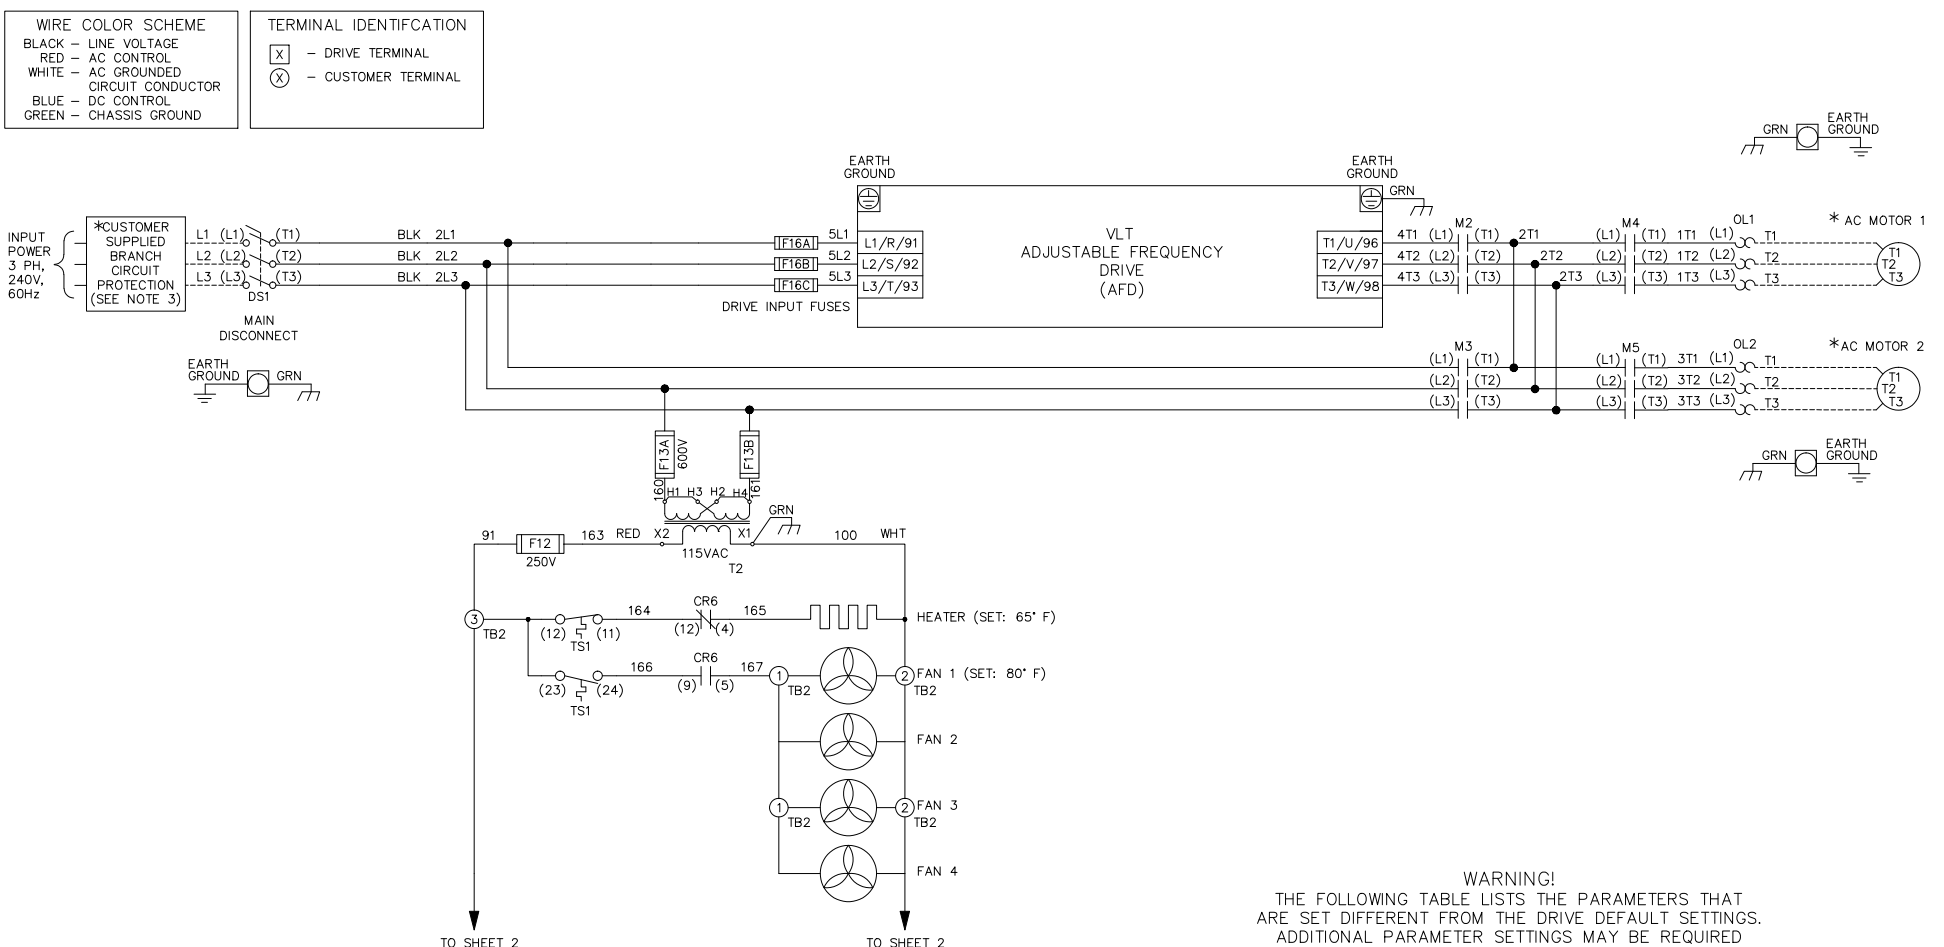 WIRE COLOR SCHEME
BLACK – LINE VOLTAGE
RED – AC CONTROL
WHITE – AC GROUNDED
CIRCUIT CONDUCTOR
BLUE – DC CONTROL
GREEN – CHASSIS GROUND
TERMINAL IDENTIFCATION
X – DRIVE TERMINAL
X – CUSTOMER TERMINAL
GRN
EARTH
GROUND
INPUT
POWER
3 PH,
240V,
60Hz
*CUSTOMER
SUPPLIED
BRANCH
CIRCUIT
PROTECTION
(SEE NOTE 3)
L1 (L1) (T1) BLK 2L1 F16A 5L1 L1/R/91
L2 (L2) (T2) BLK 2L2 F16B 5L2 L2/S/92
L3 (L3) (T3) BLK 2L3 F16C 5L3 L3/T/93
DS1
MAIN
DISCONNECT
DRIVE INPUT FUSES
EARTH
GROUND
GRN
EARTH
GROUND
VLT
ADJUSTABLE FREQUENCY
DRIVE
(AFD)
EARTH
GROUND
GRN
M2 M4 OL1
T1/U/96 4T1 (L1) (T1) 2T1 (L1) (T1) 1T1 (L1) T1
T2/V/97 4T2 (L2) (T2) 2T2 (L2) (T2) 1T2 (L2) T2
T3/W/98 4T3 (L3) (T3) 2T3 (L3) (T3) 1T3 (L3) T3
* AC MOTOR 1
T1
T2
T3
M3 M5 OL2
(L1) (T1) (L1) (T1) 3T1 (L1) T1
(L2) (T2) (L2) (T2) 3T2 (L2) T2
(L3) (T3) (L3) (T3) 3T3 (L3) T3
*AC MOTOR 2
T1
T2
T3
GRN
EARTH
GROUND
F13A
600V
F13B
160
161
H1 H3 H2 H4
GRN
91 F12 163 RED X2 X1 100 WHT
250V
115VAC
T2
3
TB2
(12) (11)
TS1
164
CR6
(12) (4)
165
HEATER (SET: 65° F)
(23) (24)
TS1
166
CR6
(9) (5)
167
1
TB2
2
TB2
FAN 1 (SET: 80° F)
FAN 2
1
TB2
2
TB2
FAN 3
FAN 4
TO SHEET 2
TO SHEET 2
WARNING!
THE FOLLOWING TABLE LISTS THE PARAMETERS THAT
ARE SET DIFFERENT FROM THE DRIVE DEFAULT SETTINGS.
ADDITIONAL PARAMETER SETTINGS MAY BE REQUIRED